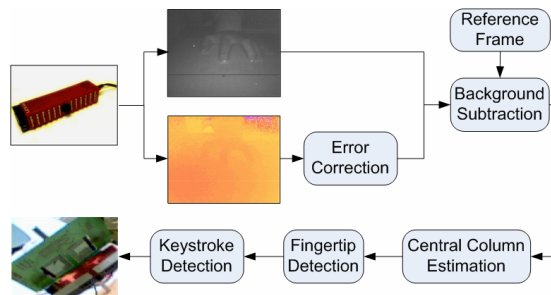 Reference
Frame
Background
Subtraction
Error
Correction
Keystroke
Detection
Fingertip
Detection
Central Column
Estimation